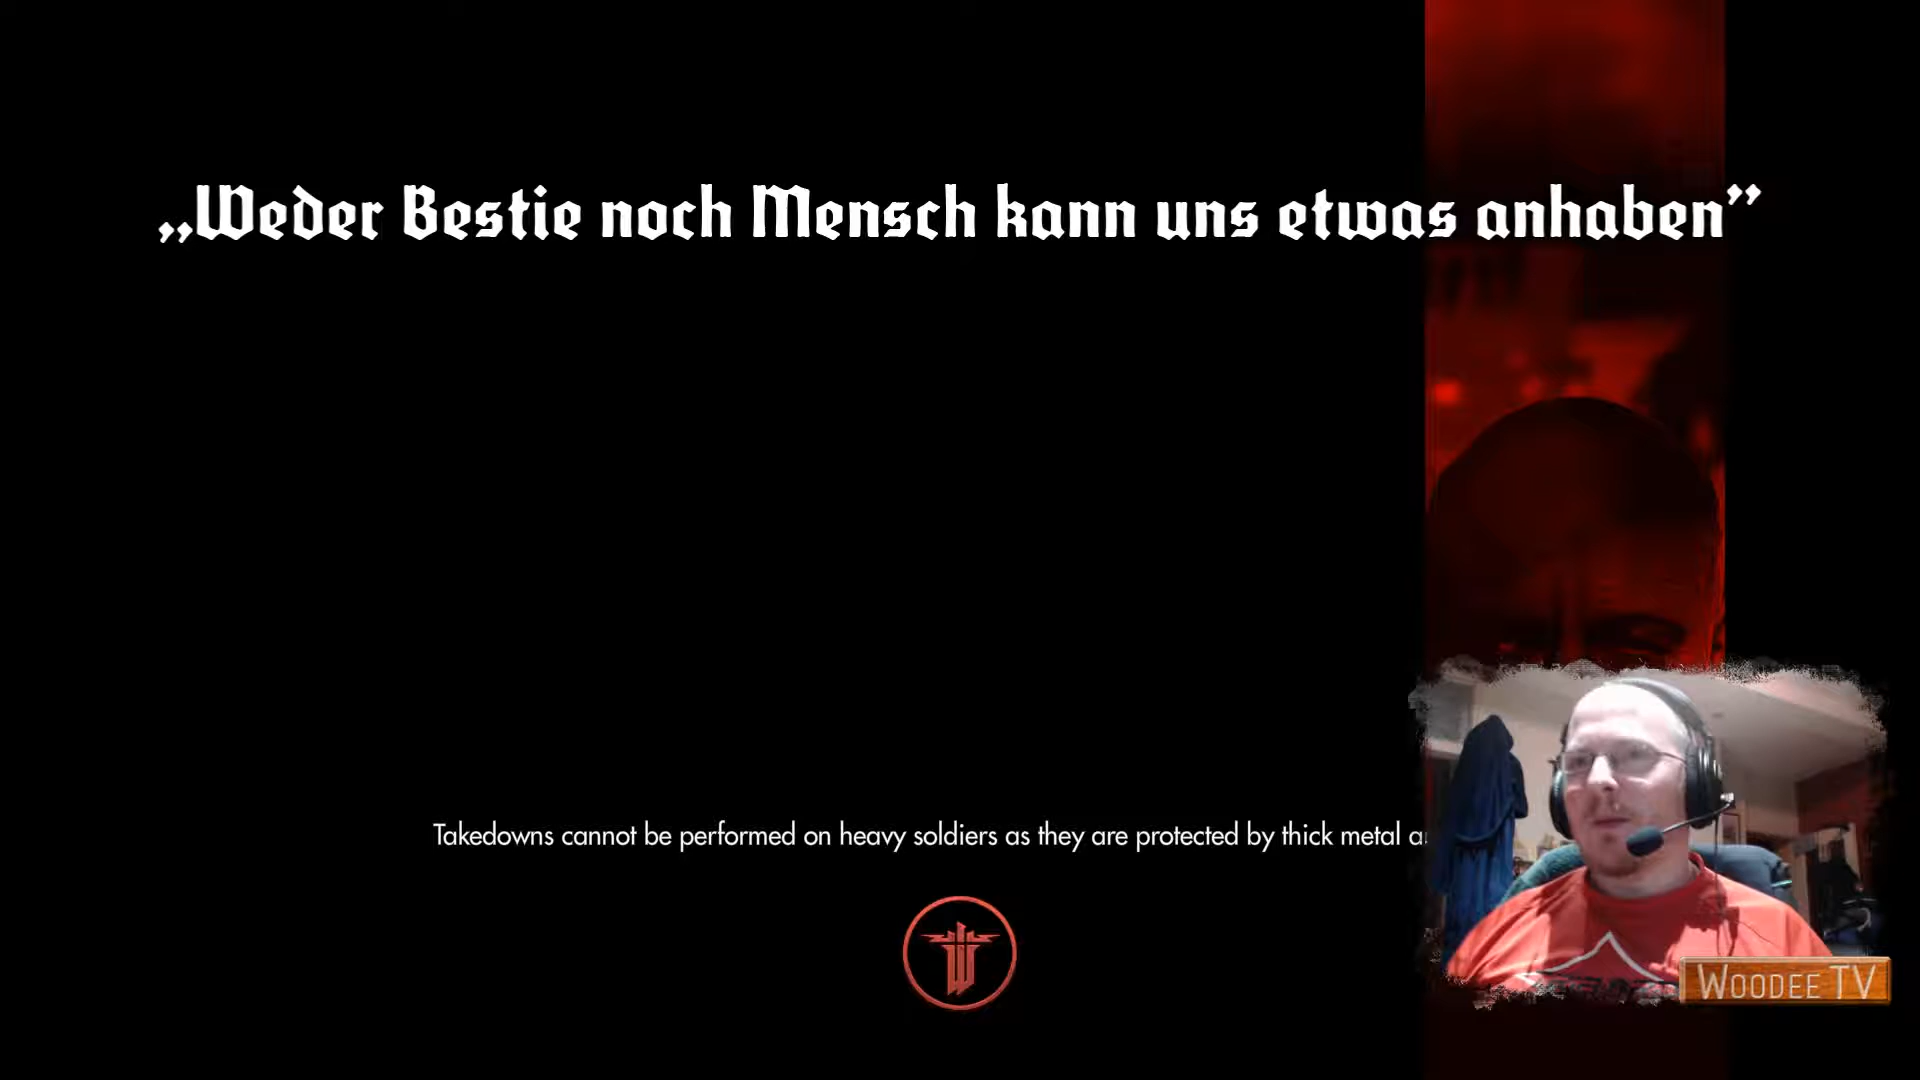 „Weder Bestie noch Mensch kann uns etwas anhaben”
Takedowns cannot be performed on heavy soldiers as they are protected by thick metal
WOODEE TV